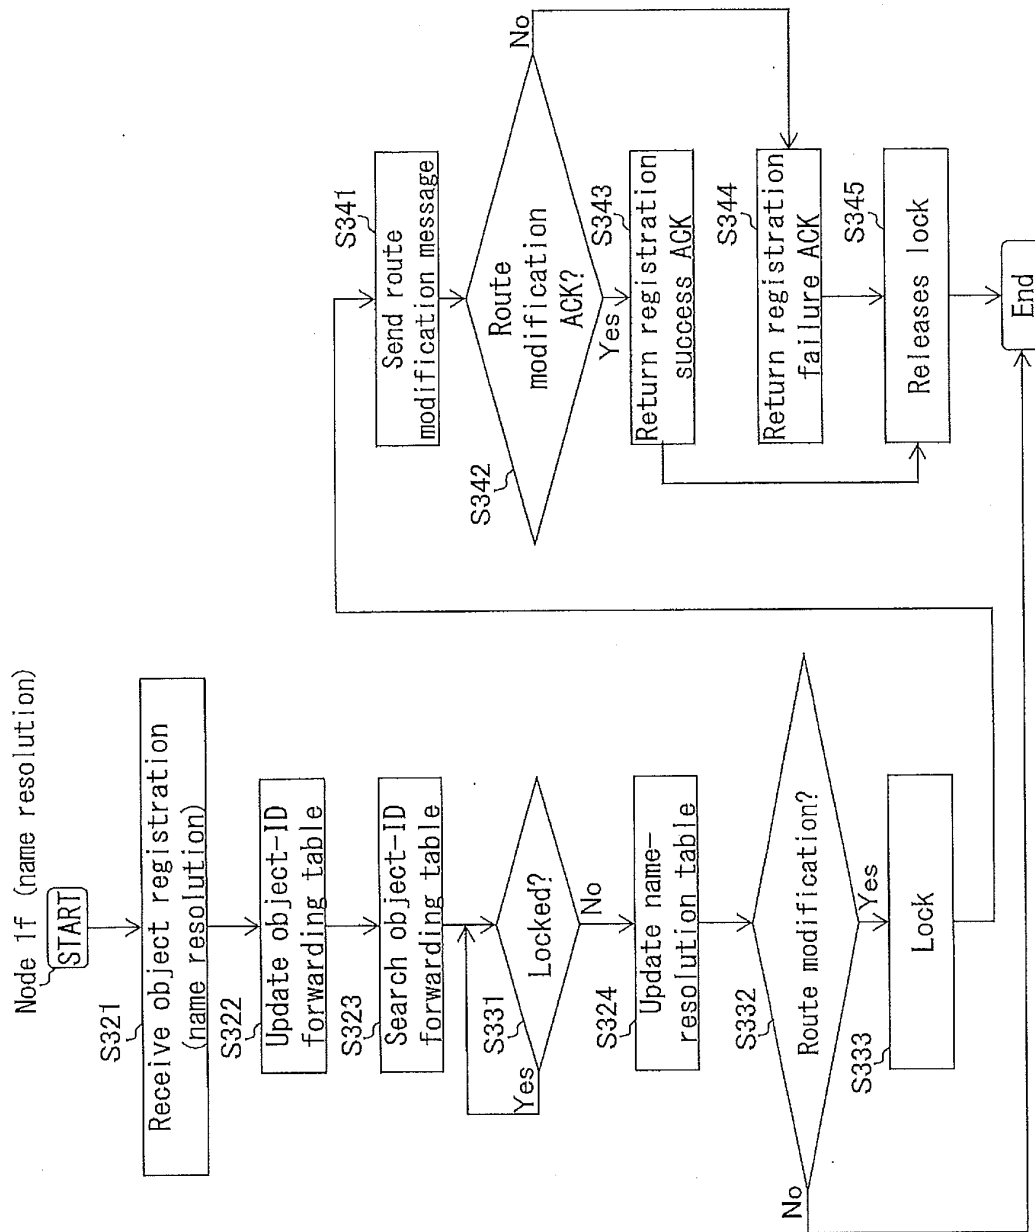 Node 1f (name resolution)
START
S321
Receive object registration
(name resolution)
S322
Update object-ID
forwarding table
S323
Search object-ID
forwarding table
S331
Locked?
Yes
No
S324
Update name-
resolution table
S332
Route modification?
No
Yes
S333
Lock
S341
Send route
modification message
S342
Route
modification
ACK?
No
Yes
S343
Return registration
success ACK
S344
Return registration
failure ACK
S345
Releases lock
End